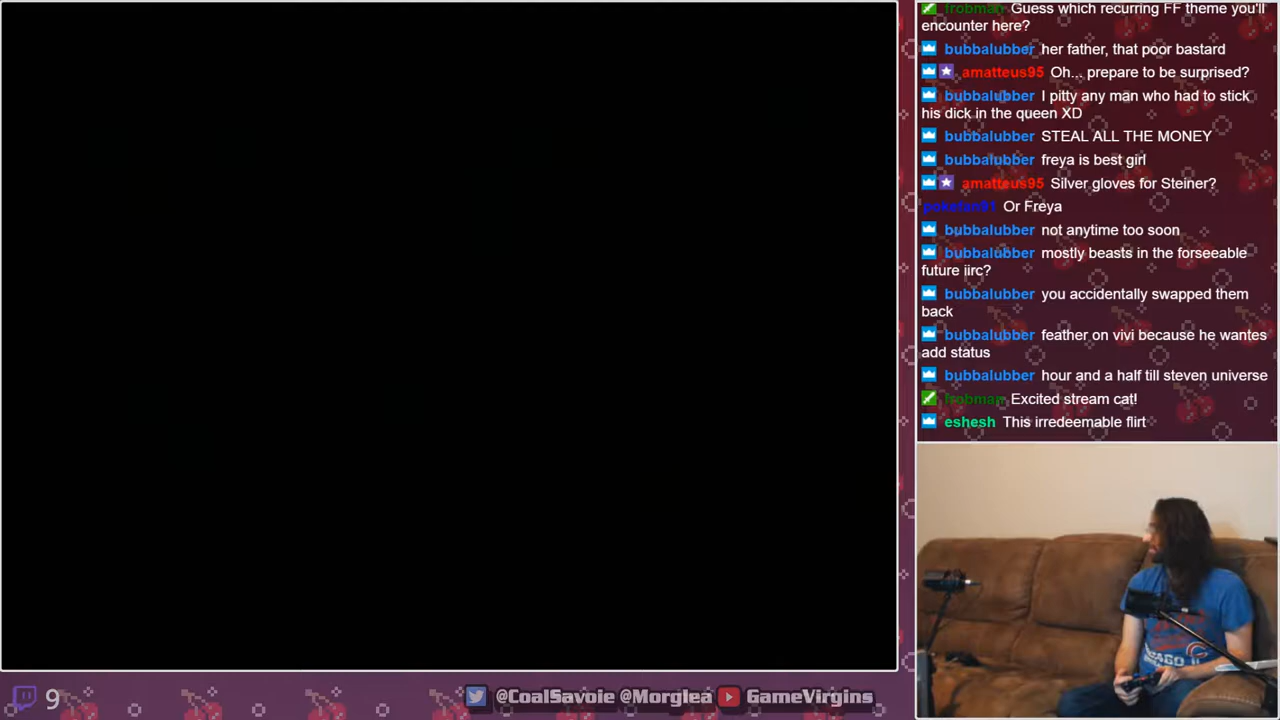 frobman Guess which recurring FF theme you'll
encounter here?
bubbalubber her father, that poor bastard
amatteus95 Oh... prepare to be surprised?
bubbalubber I pitty any man who had to stick
his dick in the queen XD
bubbalubber STEAL ALL THE MONEY
bubbalubber freya is best girl
amatteus95 Silver gloves for Steiner?
pokefan91 Or Freya
bubbalubber not anytime too soon
bubbalubber mostly beasts in the forseeable
future iirc?
bubbalubber you accidentally swapped them
back
bubbalubber feather on vivi because he wantes
add status
bubbalubber hour and a half till steven universe
frobman Excited stream cat!
eshesh This irredeemable flirt
9
@CoalSavoie @Morglea GameVirgins